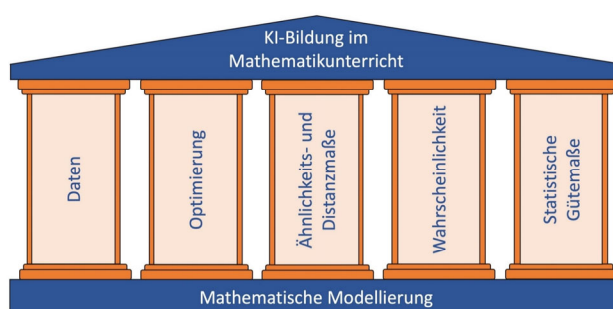 KI-Bildung im
Mathematikunterricht
Daten
Optimierung
Ähnlichkeits- und
Distanzmaße
Wahrscheinlichkeit
Statistische
Gütemaße
Mathematische Modellierung